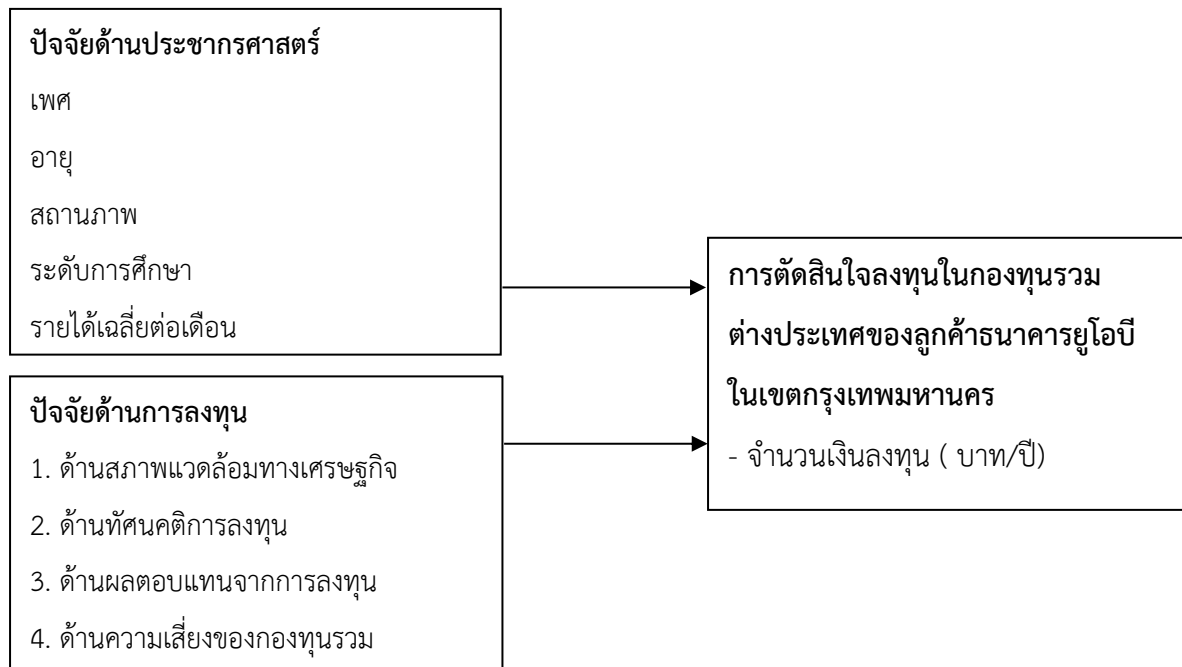 ปัจจัยด้านประชากรศาสตร์
เพศ
อายุ
สถานภาพ
ระดับการศึกษา
รายได้เฉลี่ยต่อเดือน
ปัจจัยด้านการลงทุน
1. ด้านสภาพแวดล้อมทางเศรษฐกิจ
2. ด้านทัศนคติการลงทุน
3. ด้านผลตอบแทนจากการลงทุน
4. ด้านความเสี่ยงของกองทุนรวม
การตัดสินใจลงทุนในกองทุนรวม
ต่างประเทศของลูกค้าธนาคารยูโอบี
ในเขตกรุงเทพมหานคร
- จำนวนเงินลงทุน ( บาท/ปี)